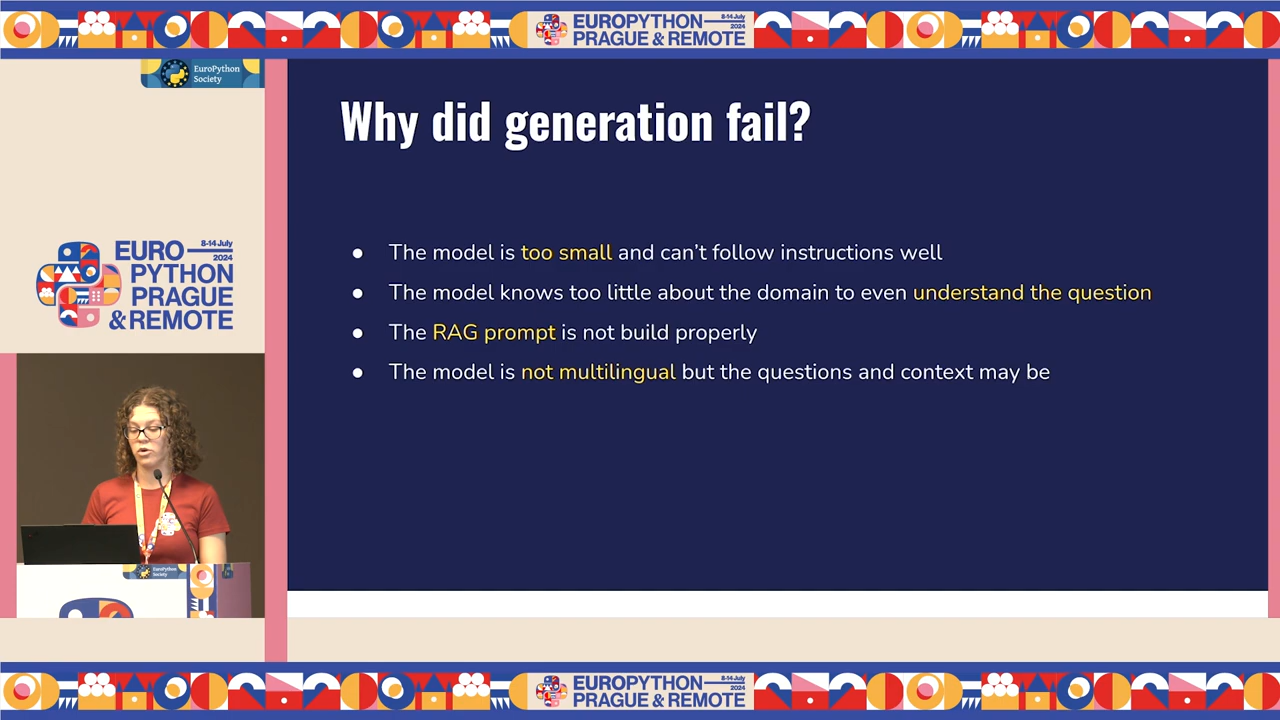 EUROPYTHON 8-14 July
2024
PRAGUE & REMOTE
EuroPython
Society
Why did generation fail?
● The model is too small and can't follow instructions well
● The model knows too little about the domain to even understand the question
● The RAG prompt is not build properly
● The model is not multilingual but the questions and context may be
EURO 8-14 July
2024
PYTHON
PRAGUE
& REMOTE
EuroPython
Society
EUROPYTHON 8-14 July
2024
PRAGUE & REMOTE